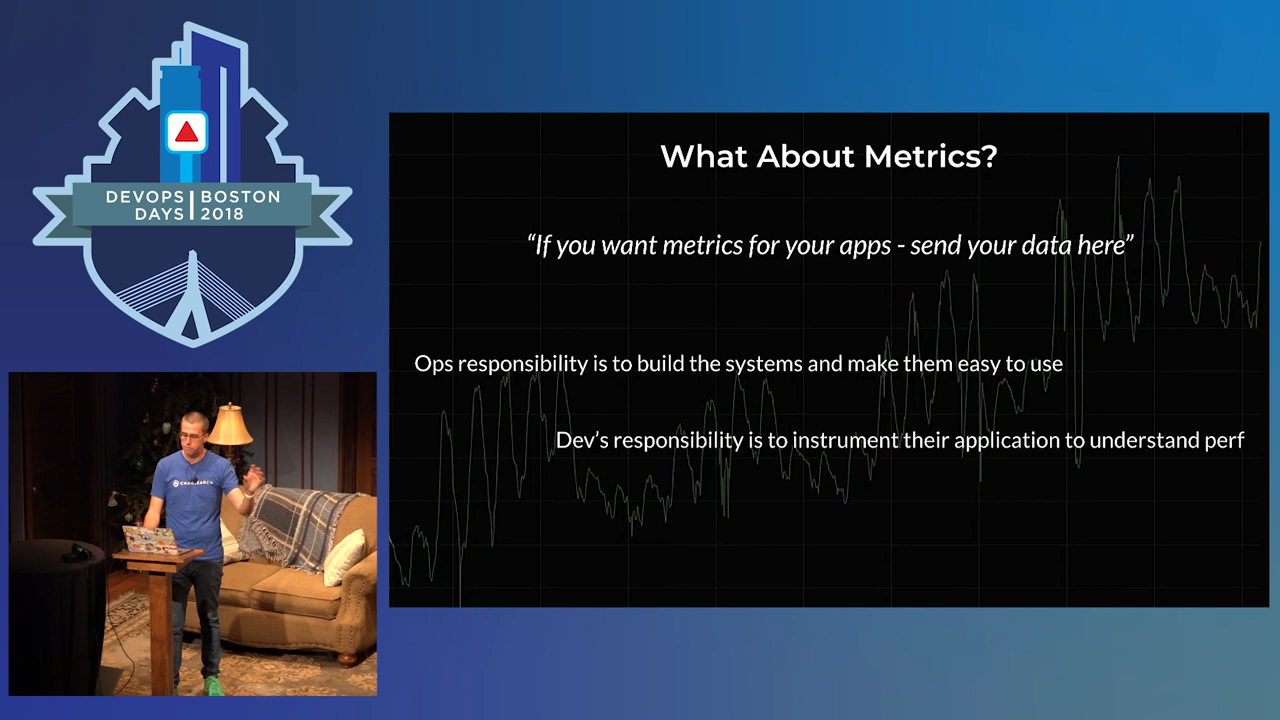 DEVOPS BOSTON
DAYS 2018
What About Metrics?
“If you want metrics for your apps - send your data here”
Ops responsibility is to build the systems and make them easy to use
Dev’s responsibility is to instrument their application to understand perf
CHAOSSEARCH